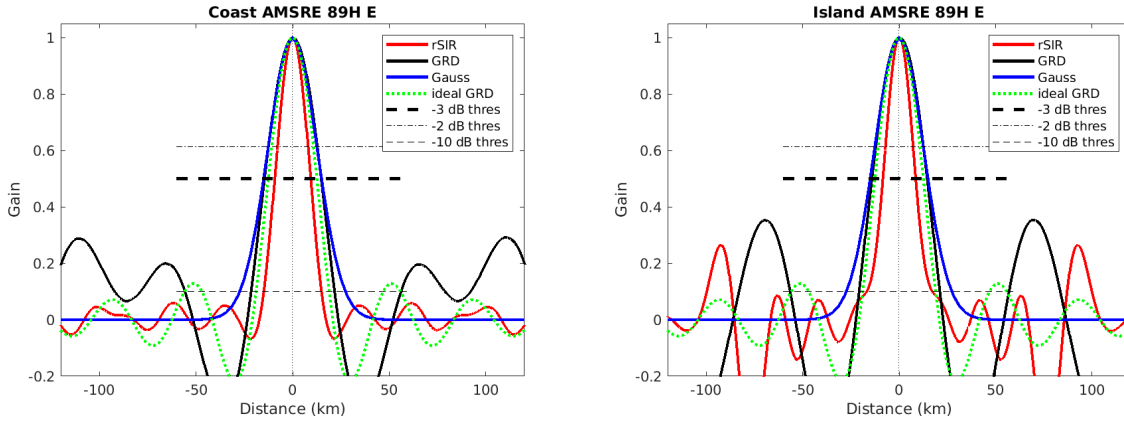 Coast AMSRE 89H E
1
0.8
0.6
0.4
0.2
0
-0.2
Gain
-100
-50
0
50
100
Distance (km)
rSIR
GRD
Gauss
ideal GRD
-3 dB thres
-2 dB thres
-10 dB thres
Island AMSRE 89H E
1
0.8
0.6
0.4
0.2
0
-0.2
Gain
-100
-50
0
50
100
Distance (km)
rSIR
GRD
Gauss
ideal GRD
-3 dB thres
-2 dB thres
-10 dB thres